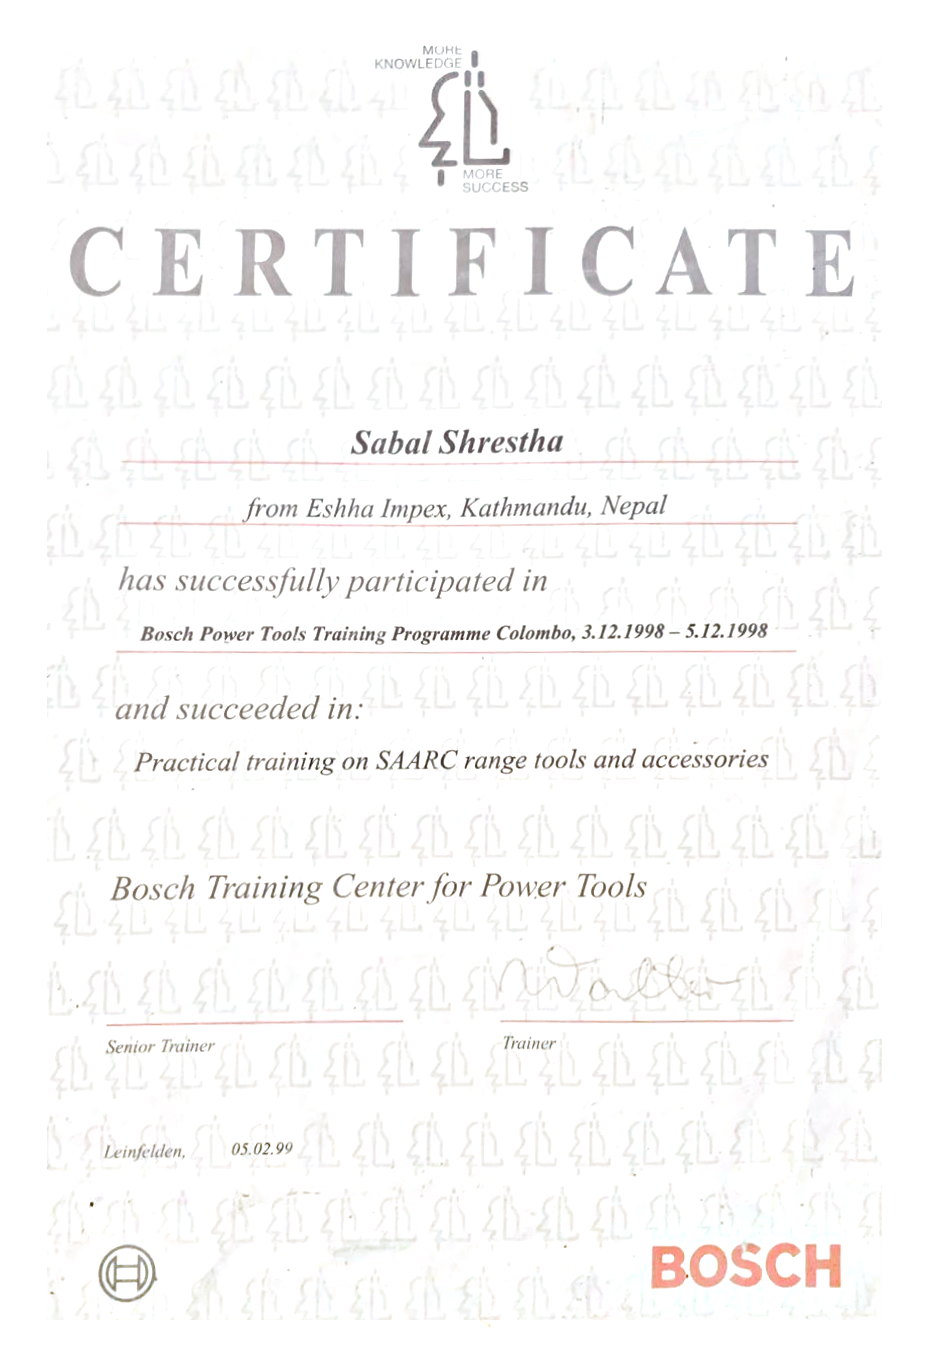 MORE
KNOWLEDGE
MORE
SUCCESS
CERTIFICATE
Sabal Shrestha
from Eshha Impex, Kathmandu, Nepal
has successfully participated in
Bosch Power Tools Training Programme Colombo, 3.12.1998 – 5.12.1998
and succeeded in:
Practical training on SAARC range tools and accessories
Bosch Training Center for Power Tools
Senior Trainer
Trainer
Leinfelden, 05.02.99
BOSCH